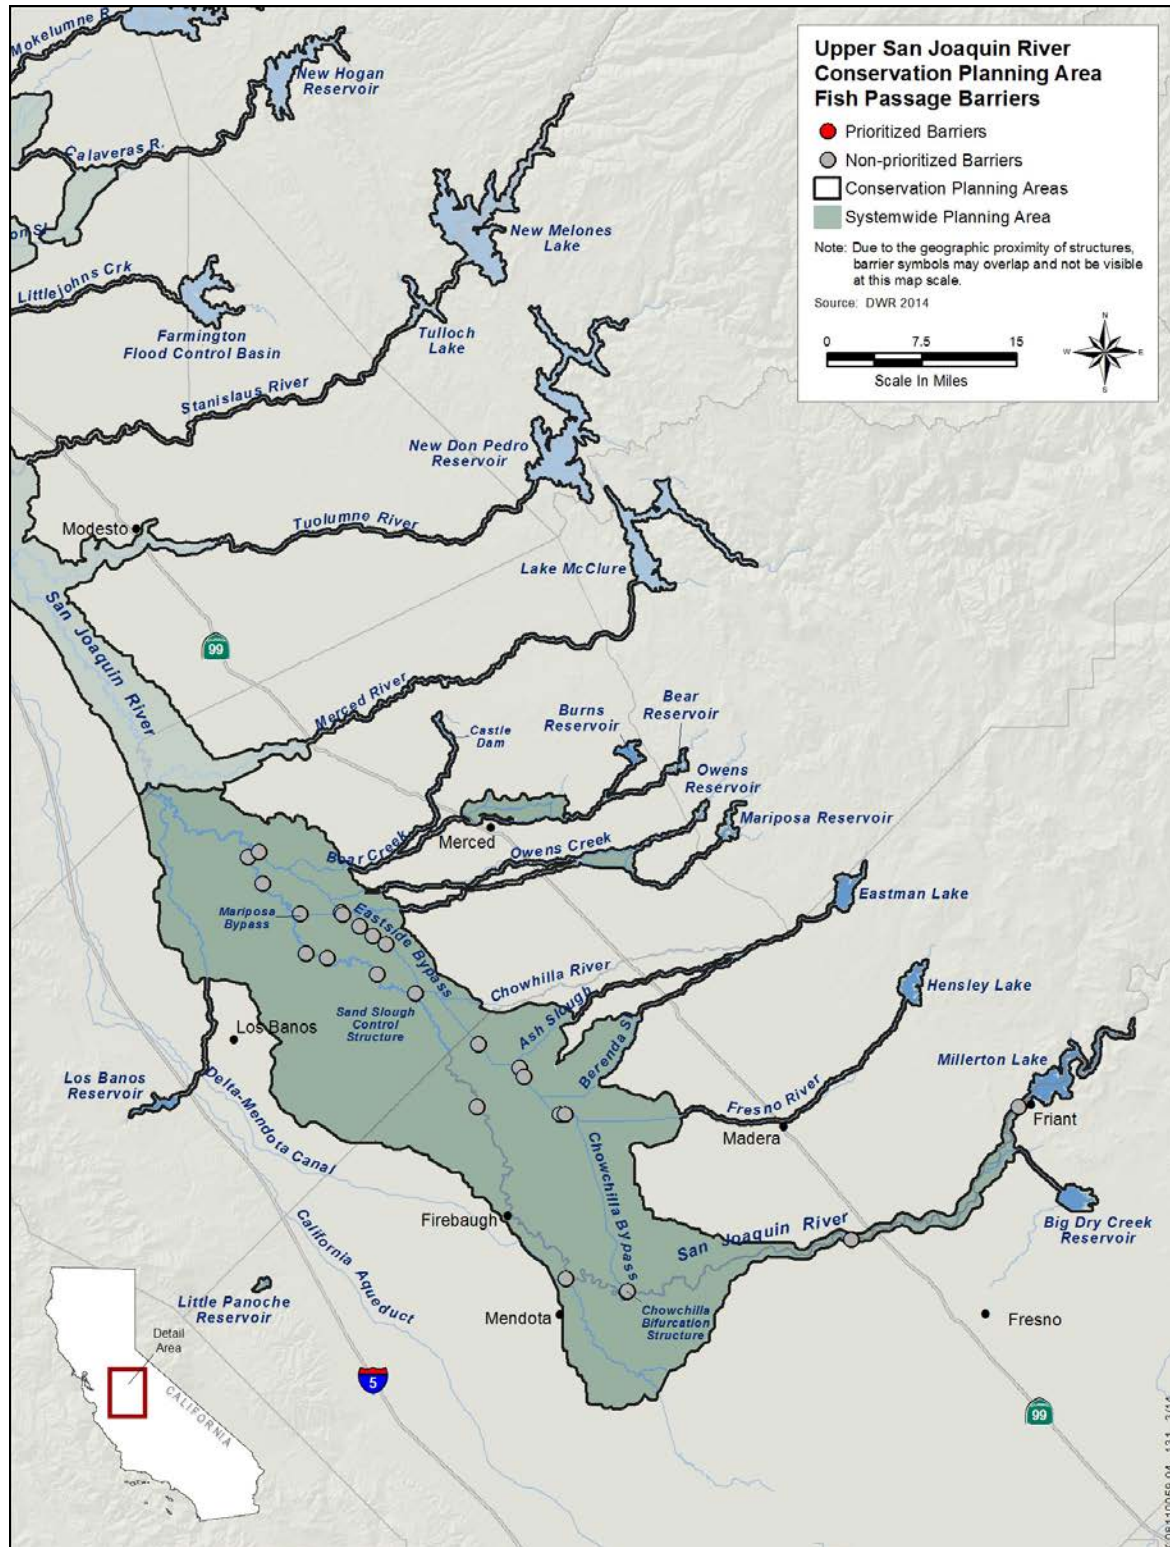 Mokelumne R.
New Hogan
Reservoir
Calaveras R.
on Sl.
Littlejohns Crk
Farmington
Flood Control Basin
New Melones
Lake
Tulloch
Lake
Stanislaus River
New Don Pedro
Reservoir
Modesto
Tuolumne River
Lake McClure
San Joaquin River
99
Merced River
Castle
Dam
Burns
Reservoir
Bear
Reservoir
Owens
Reservoir
Mariposa Reservoir
Bear Creek
Merced
Owens Creek
Eastman Lake
Mariposa
Bypass
Eastside Bypass
Chowhilla River
Hensley Lake
Sand Slough
Control
Structure
Ash Slough
Berenda S.
Los Banos
Los Banos
Reservoir
Delta-Mendota Canal
Millerton Lake
Fresno River
Friant
Madera
Chowchilla Bypass
Firebaugh
San Joaquin River
Big Dry Creek
Reservoir
California Aqueduct
Little Panoche
Reservoir
Mendota
Chowchilla
Bifurcation
Structure
Fresno
5
99
Detail
Area
CALIFORNIA
Upper San Joaquin River
Conservation Planning Area
Fish Passage Barriers
Prioritized Barriers
Non-prioritized Barriers
Conservation Planning Areas
Systemwide Planning Area
Note: Due to the geographic proximity of structures,
barrier symbols may overlap and not be visible
at this map scale.
Source: DWR 2014
0 7.5 15
Scale In Miles
N
W E
S